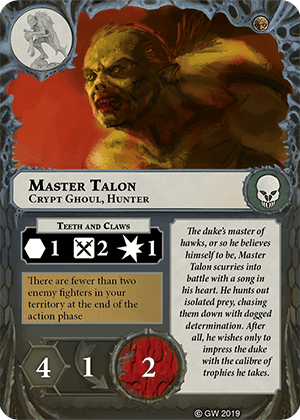 Master Talon
Crypt Ghoul, Hunter
Teeth and Claws
1 2 1
There are fewer than two
enemy fighters in your
territory at the end of the
action phase
The duke's master of
hawks, or so he believes
himself to be, Master
Talon scurries into
battle with a song in
his heart. He hunts out
isolated prey, chasing
them down with dogged
determination. After
all, he wishes only to
impress the duke
with the calibre of
trophies he takes.
4 1 2
© GW 2019